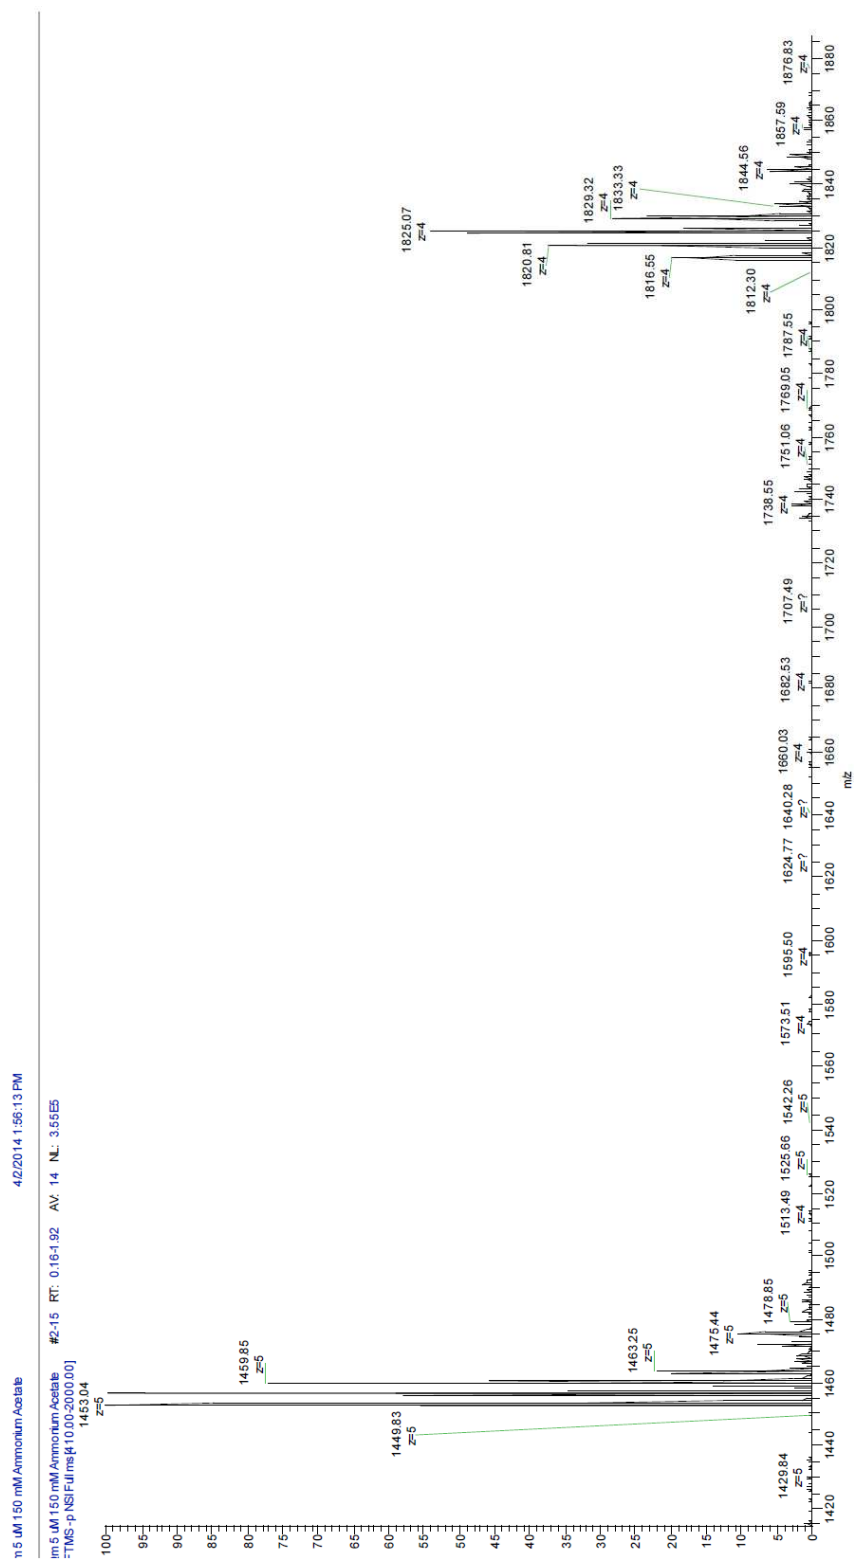 m 5 uM 150 mM Ammonium Acetate 4/2/2014 1:56:13 PM
m 5 uM 150 mM Ammonium Acetate #2-15 RT: 0.16-1.92 AV: 14 NL: 3.55E5
FTMS - p NSI Full ms [410.00-2000.00]
1453.04
z=5
1459.85
z=5
1449.83
z=5
1463.25
z=5
1475.44
z=5
1478.85
z=5
1429.84
z=5
1513.49
z=4
1525.66
z=5
1542.26
z=5
1573.51
z=4
1595.50
z=4
1624.77
z=?
1640.28
z=?
1660.03
z=4
1682.53
z=4
1707.49
z=?
1738.55
z=4
1751.06
z=4
1769.05
z=4
1787.55
z=4
1812.30
z=4
1816.55
z=4
1820.81
z=4
1825.07
z=4
1829.32
z=4
1833.33
z=4
1844.56
z=4
1857.59
z=4
1876.83
z=4
100
95
90
85
80
75
70
65
60
55
50
45
40
35
30
25
20
15
10
5
0
1420 1440 1460 1480 1500 1520 1540 1560 1580 1600 1620 1640 1660 1680 1700 1720 1740 1760 1780 1800 1820 1840 1860 1880
m/z